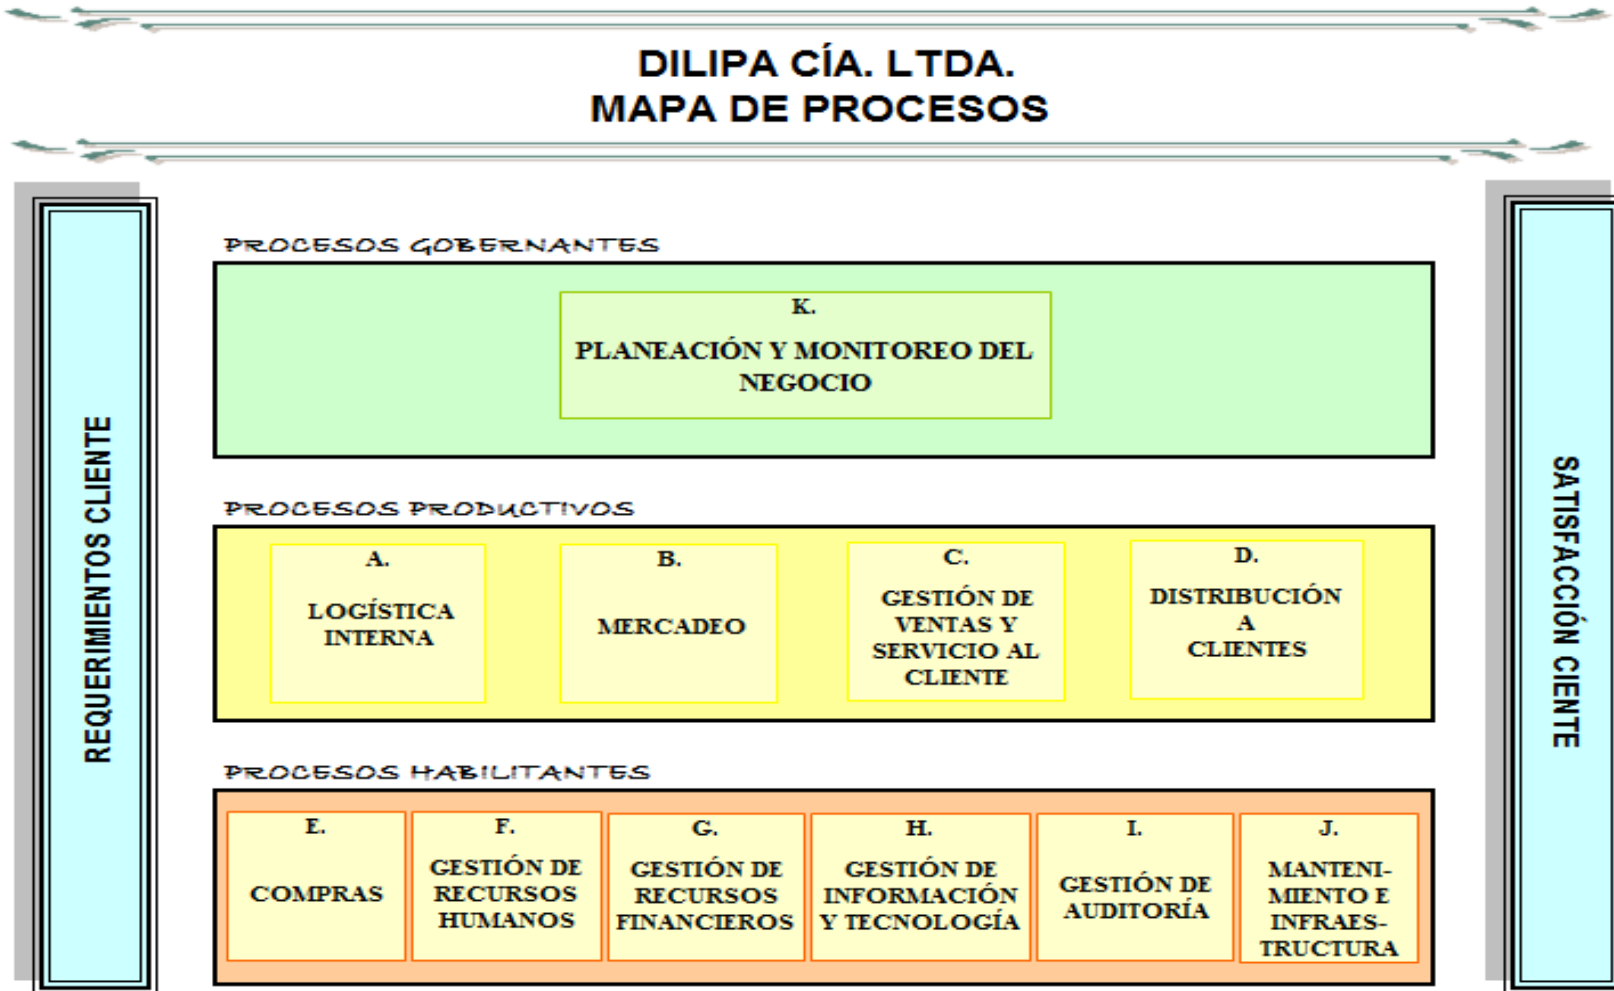 DILIPA CÍA. LTDA.
MAPA DE PROCESOS
REQUERIMIENTOS CLIENTE
PROCESOS GOBERNANTES
K.
PLANEACIÓN Y MONITOREO DEL
NEGOCIO
PROCESOS PRODUCTIVOS
A.
LOGÍSTICA
INTERNA
B.
MERCADEO
C.
GESTIÓN DE
VENTAS Y
SERVICIO AL
CLIENTE
D.
DISTRIBUCIÓN
A
CLIENTES
PROCESOS HABILITANTES
E.
COMPRAS
F.
GESTIÓN DE
RECURSOS
HUMANOS
G.
GESTIÓN DE
RECURSOS
FINANCIEROS
H.
GESTIÓN DE
INFORMACIÓN
Y TECNOLOGÍA
I.
GESTIÓN DE
AUDITORÍA
J.
MANTENI-
MIENTO E
INFRAES-
TRUCTURA
SATISFACCIÓN CIENTE